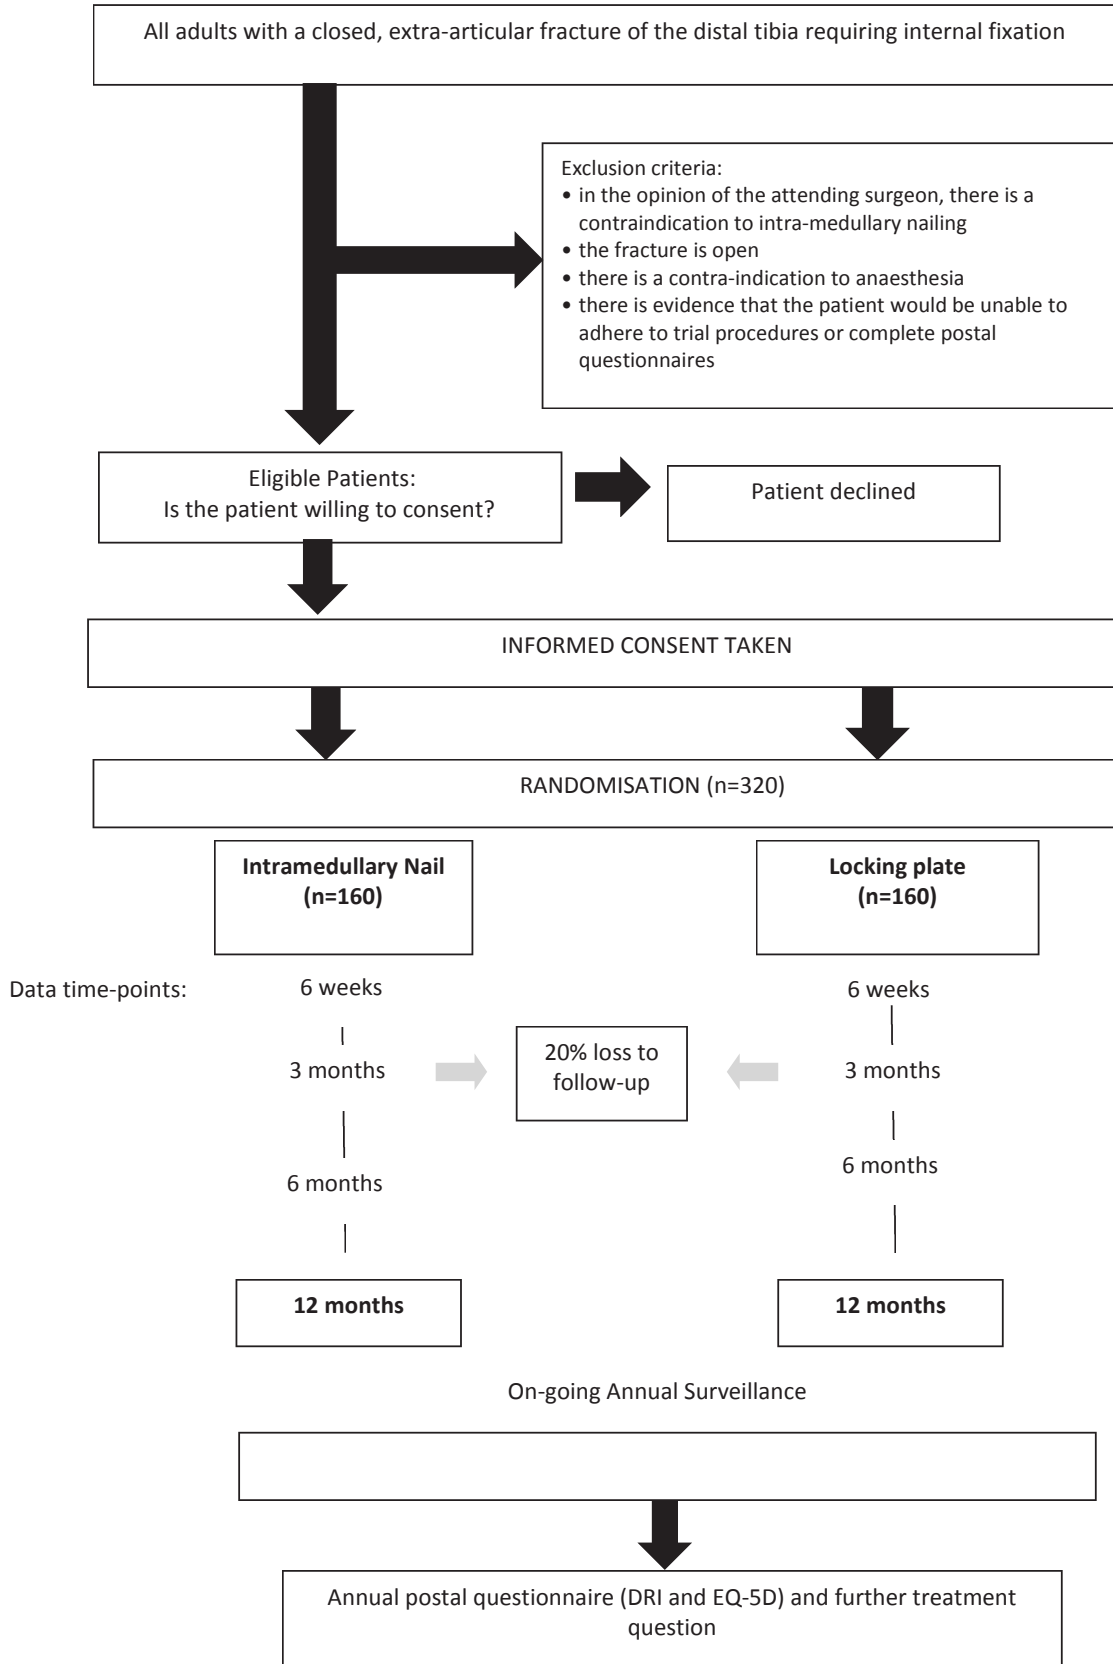 All adults with a closed, extra-articular fracture of the distal tibia requiring internal fixation
Exclusion criteria:
• in the opinion of the attending surgeon, there is a
contraindication to intra-medullary nailing
• the fracture is open
• there is a contra-indication to anaesthesia
• there is evidence that the patient would be unable to
adhere to trial procedures or complete postal
questionnaires
Eligible Patients:
Is the patient willing to consent?
Patient declined
INFORMED CONSENT TAKEN
RANDOMISATION (n=320)
Intramedullary Nail
(n=160)
Locking plate
(n=160)
Data time-points:
6 weeks
6 weeks
3 months
20% loss to
follow-up
3 months
6 months
6 months
12 months
12 months
On-going Annual Surveillance
Annual postal questionnaire (DRI and EQ-5D) and further treatment
question